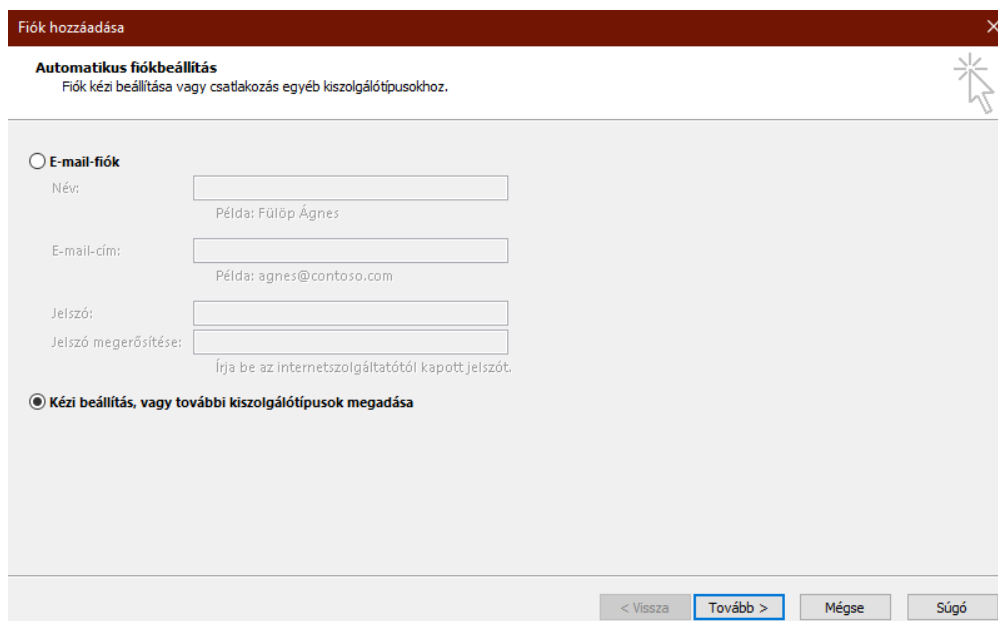 Fiók hozzáadása
Automatikus fiókbeállítás
Fiók kézi beállítása vagy csatlakozás egyéb kiszolgálótípusokhoz.
E-mail-fiók
Név:
Példa: Fülöp Ágnes
E-mail-cím:
Példa: agnes@contoso.com
Jelszó:
Jelszó megerősítése:
Írja be az internetszolgáltatótól kapott jelszót.
Kézi beállítás, vagy további kiszolgálótípusok megadása
< Vissza Tovább > Mégse Súgó